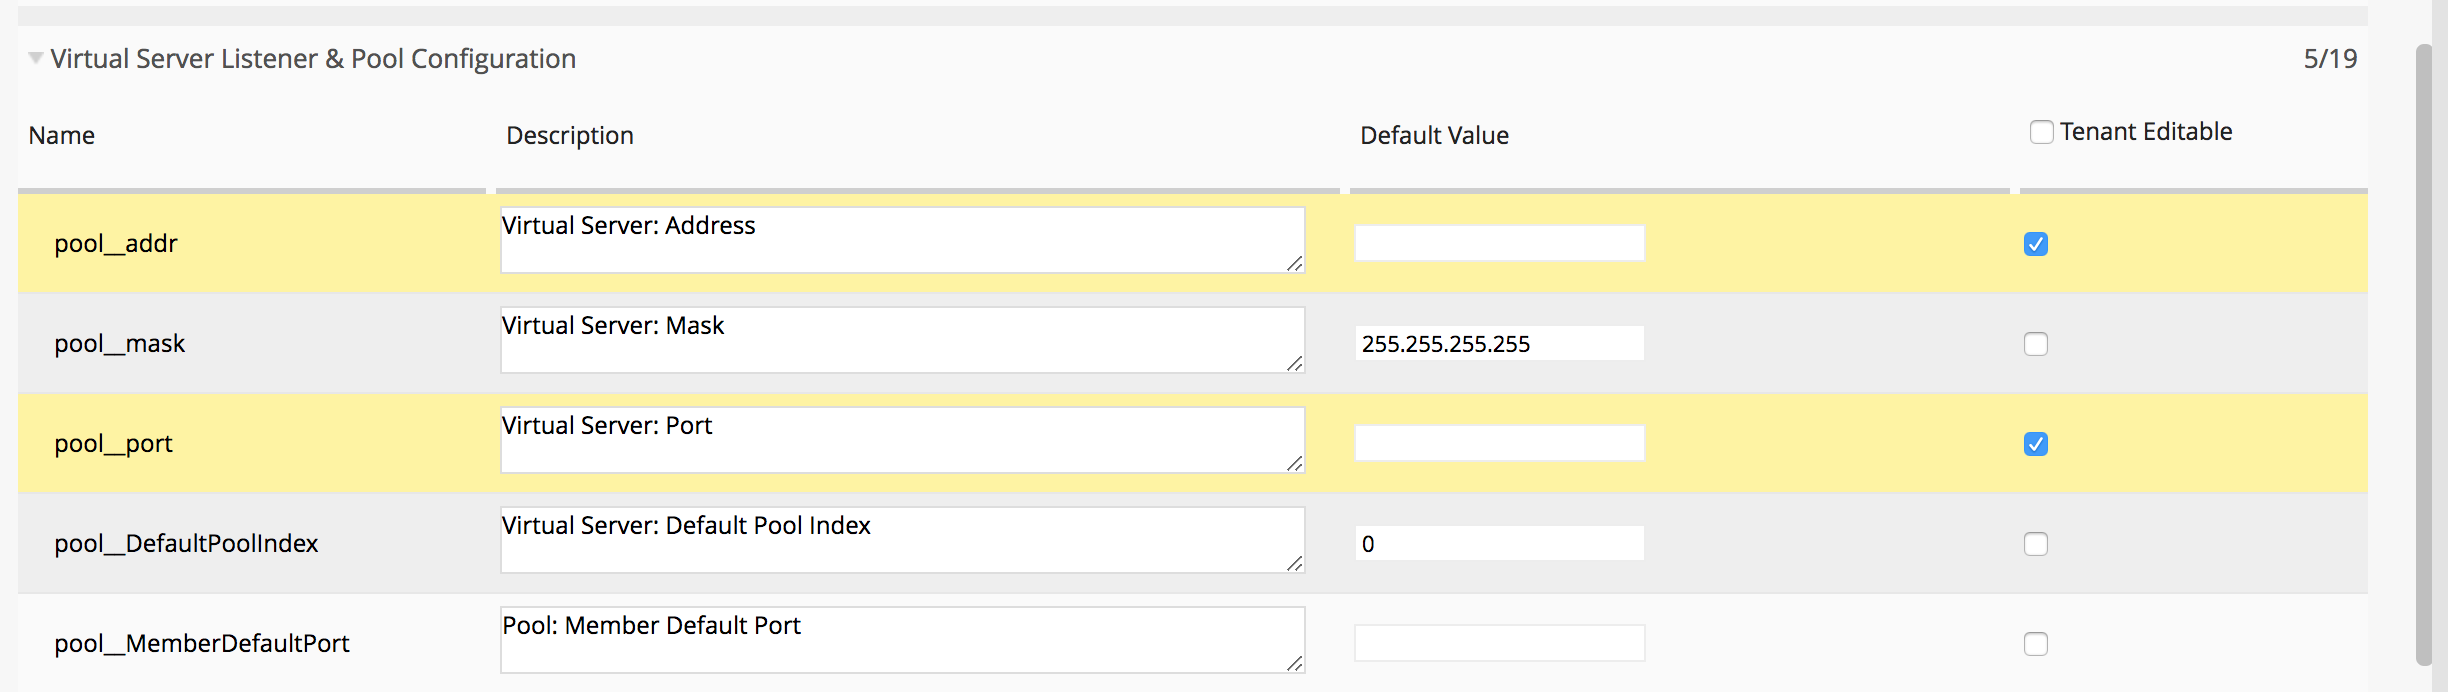 Virtual Server Listener & Pool Configuration 5/19
Name Description Default Value Tenant Editable
pool__addr Virtual Server: Address
pool__mask Virtual Server: Mask 255.255.255.255
pool__port Virtual Server: Port
pool__DefaultPoolIndex Virtual Server: Default Pool Index 0
pool__MemberDefaultPort Pool: Member Default Port